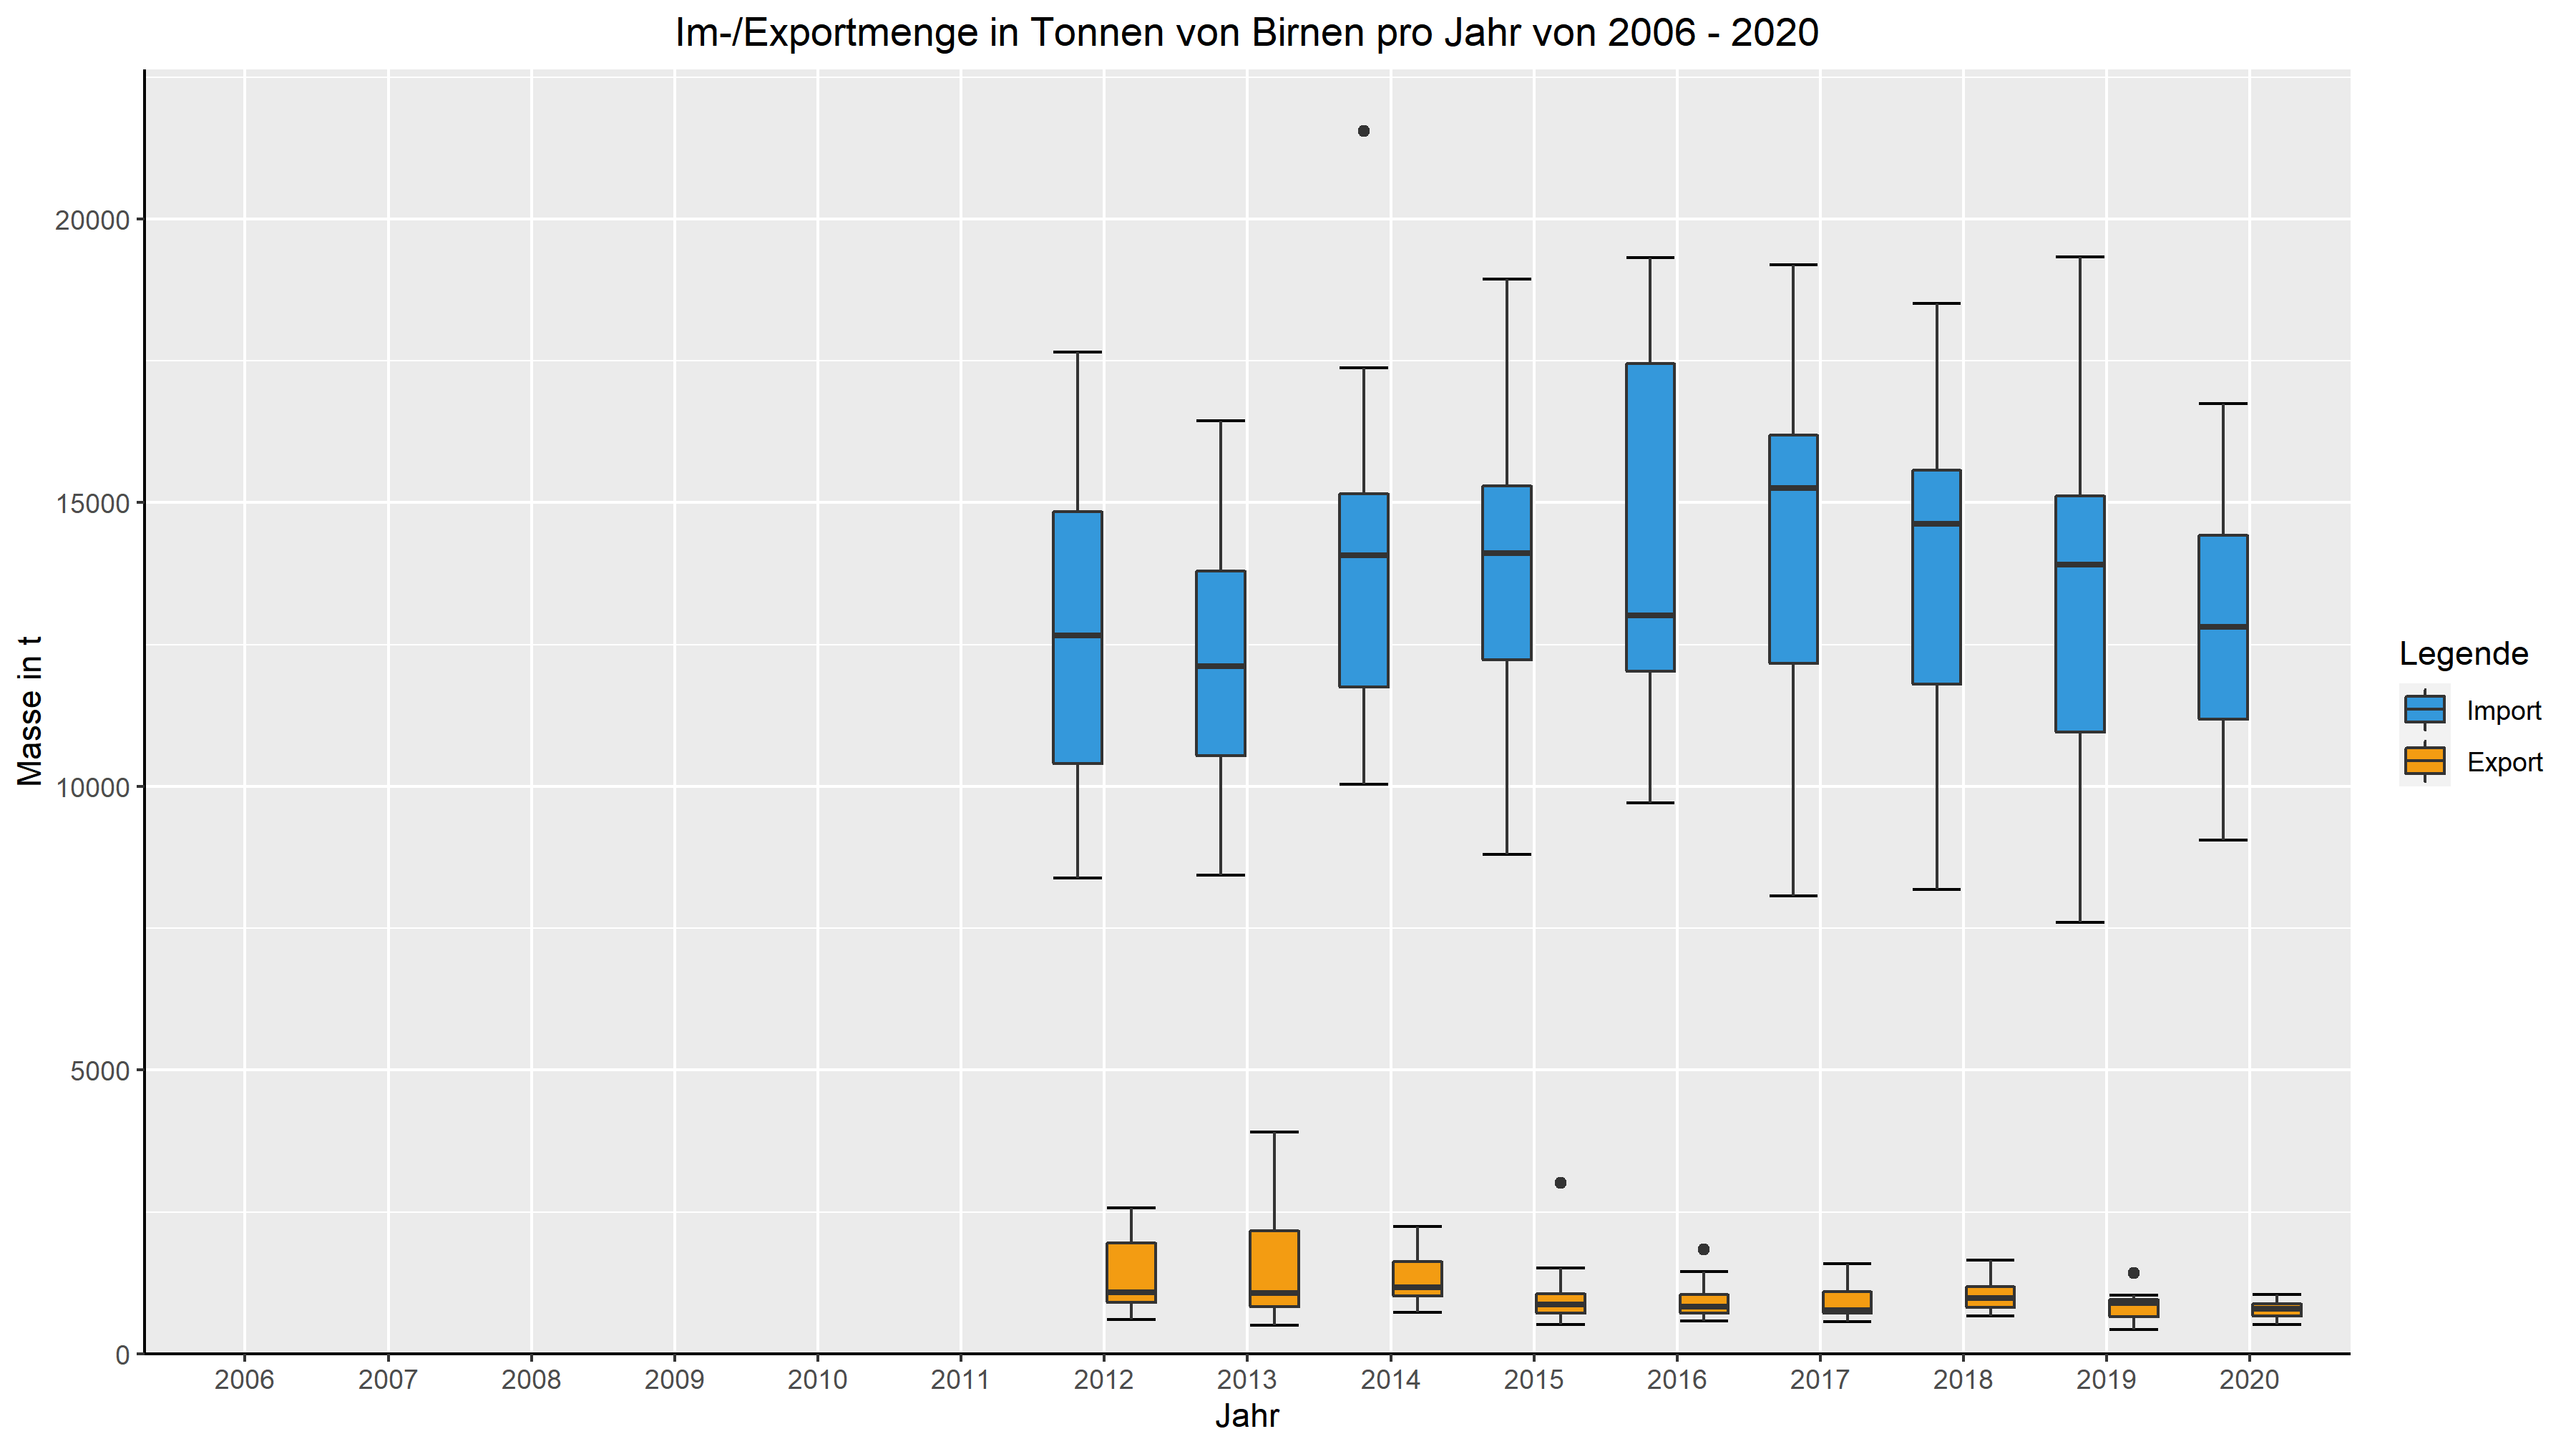 Im-/Exportmenge in Tonnen von Birnen pro Jahr von 2006 - 2020
Masse in t
20000
15000
10000
5000
0
2006 2007 2008 2009 2010 2011 2012 2013 2014 2015 2016 2017 2018 2019 2020
Jahr
Legende
Import
Export